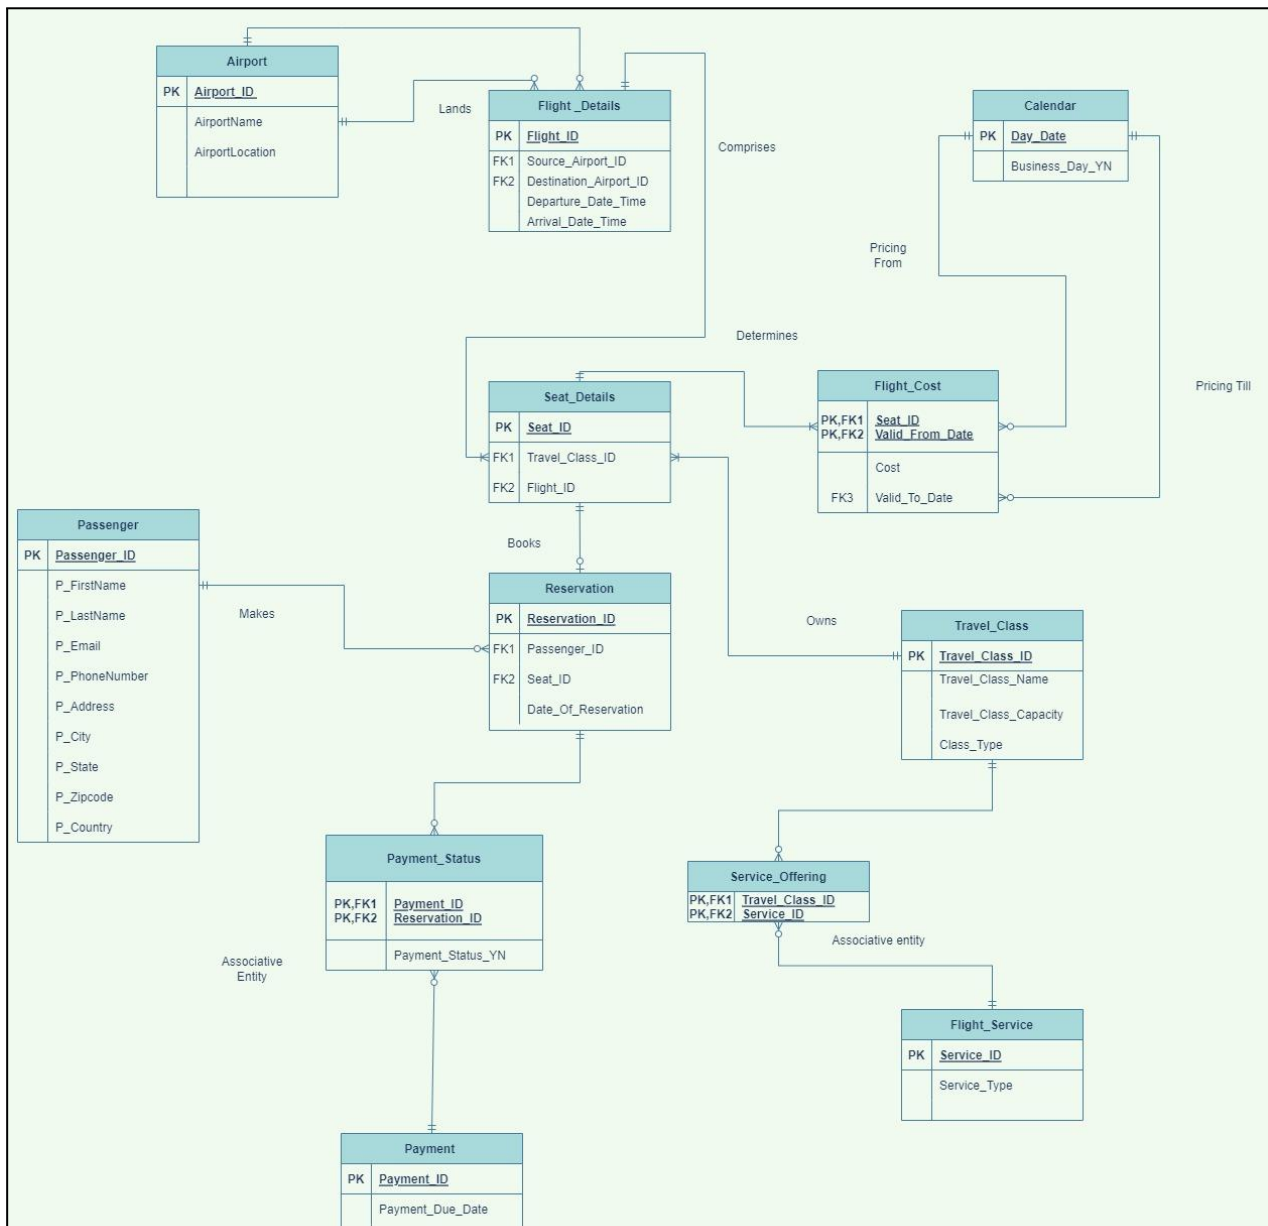 Airport
PK Airport_ID
AirportName
AirportLocation
Lands
Flight _Details
PK Flight_ID
FK1 Source_Airport_ID
FK2 Destination_Airport_ID
Departure_Date_Time
Arrival_Date_Time
Comprises
Calendar
PK Day_Date
Business_Day_YN
Pricing
From
Pricing Till
Determines
Seat_Details
PK Seat_ID
FK1 Travel_Class_ID
FK2 Flight_ID
Flight_Cost
PK,FK1 Seat_ID
PK,FK2 Valid_From_Date
Cost
FK3 Valid_To_Date
Passenger
PK Passenger_ID
P_FirstName
P_LastName
P_Email
P_PhoneNumber
P_Address
P_City
P_State
P_Zipcode
P_Country
Makes
Books
Reservation
PK Reservation_ID
FK1 Passenger_ID
FK2 Seat_ID
Date_Of_Reservation
Owns
Travel_Class
PK Travel_Class_ID
Travel_Class_Name
Travel_Class_Capacity
Class_Type
Payment_Status
PK,FK1 Payment_ID
PK,FK2 Reservation_ID
Payment_Status_YN
Associative
Entity
Service_Offering
PK,FK1 Travel_Class_ID
PK,FK2 Service_ID
Associative entity
Flight_Service
PK Service_ID
Service_Type
Payment
PK Payment_ID
Payment_Due_Date